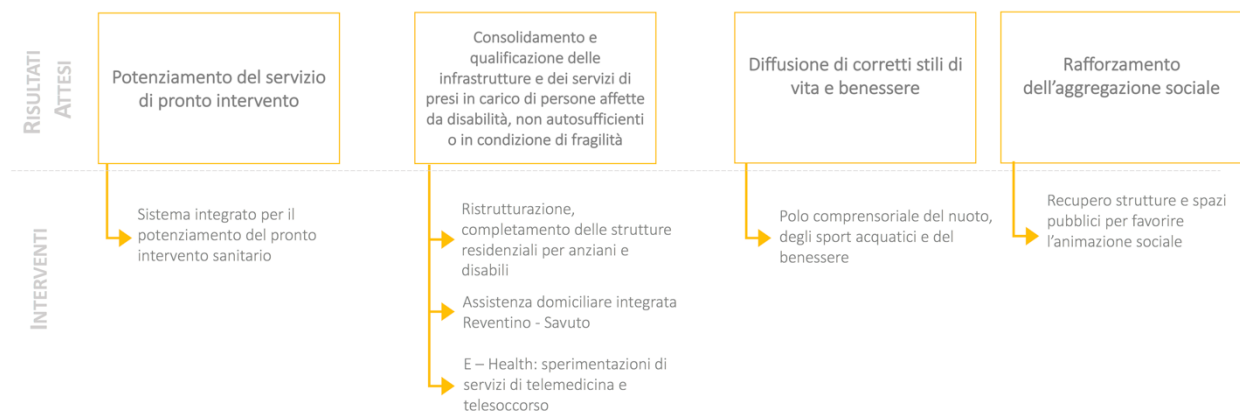 RISULTATI
ATTESI
Potenziamento del servizio
di pronto intervento
Consolidamento e
qualificazione delle
infrastrutture e dei servizi di
presi in carico di persone affette
da disabilità, non autosufficienti
o in condizione di fragilità
Diffusione di corretti stili di
vita e benessere
Rafforzamento
dell'aggregazione sociale
INTERVENTI
Sistema integrato per il
potenziamento del pronto
intervento sanitario
Ristrutturazione,
completamento delle strutture
residenziali per anziani e
disabili
Assistenza domiciliare integrata
Reventino - Savuto
E – Health: sperimentazioni di
servizi di telemedicina e
telesoccorso
Polo comprensoriale del nuoto,
degli sport acquatici e del
benessere
Recupero strutture e spazi
pubblici per favorire
l'animazione sociale